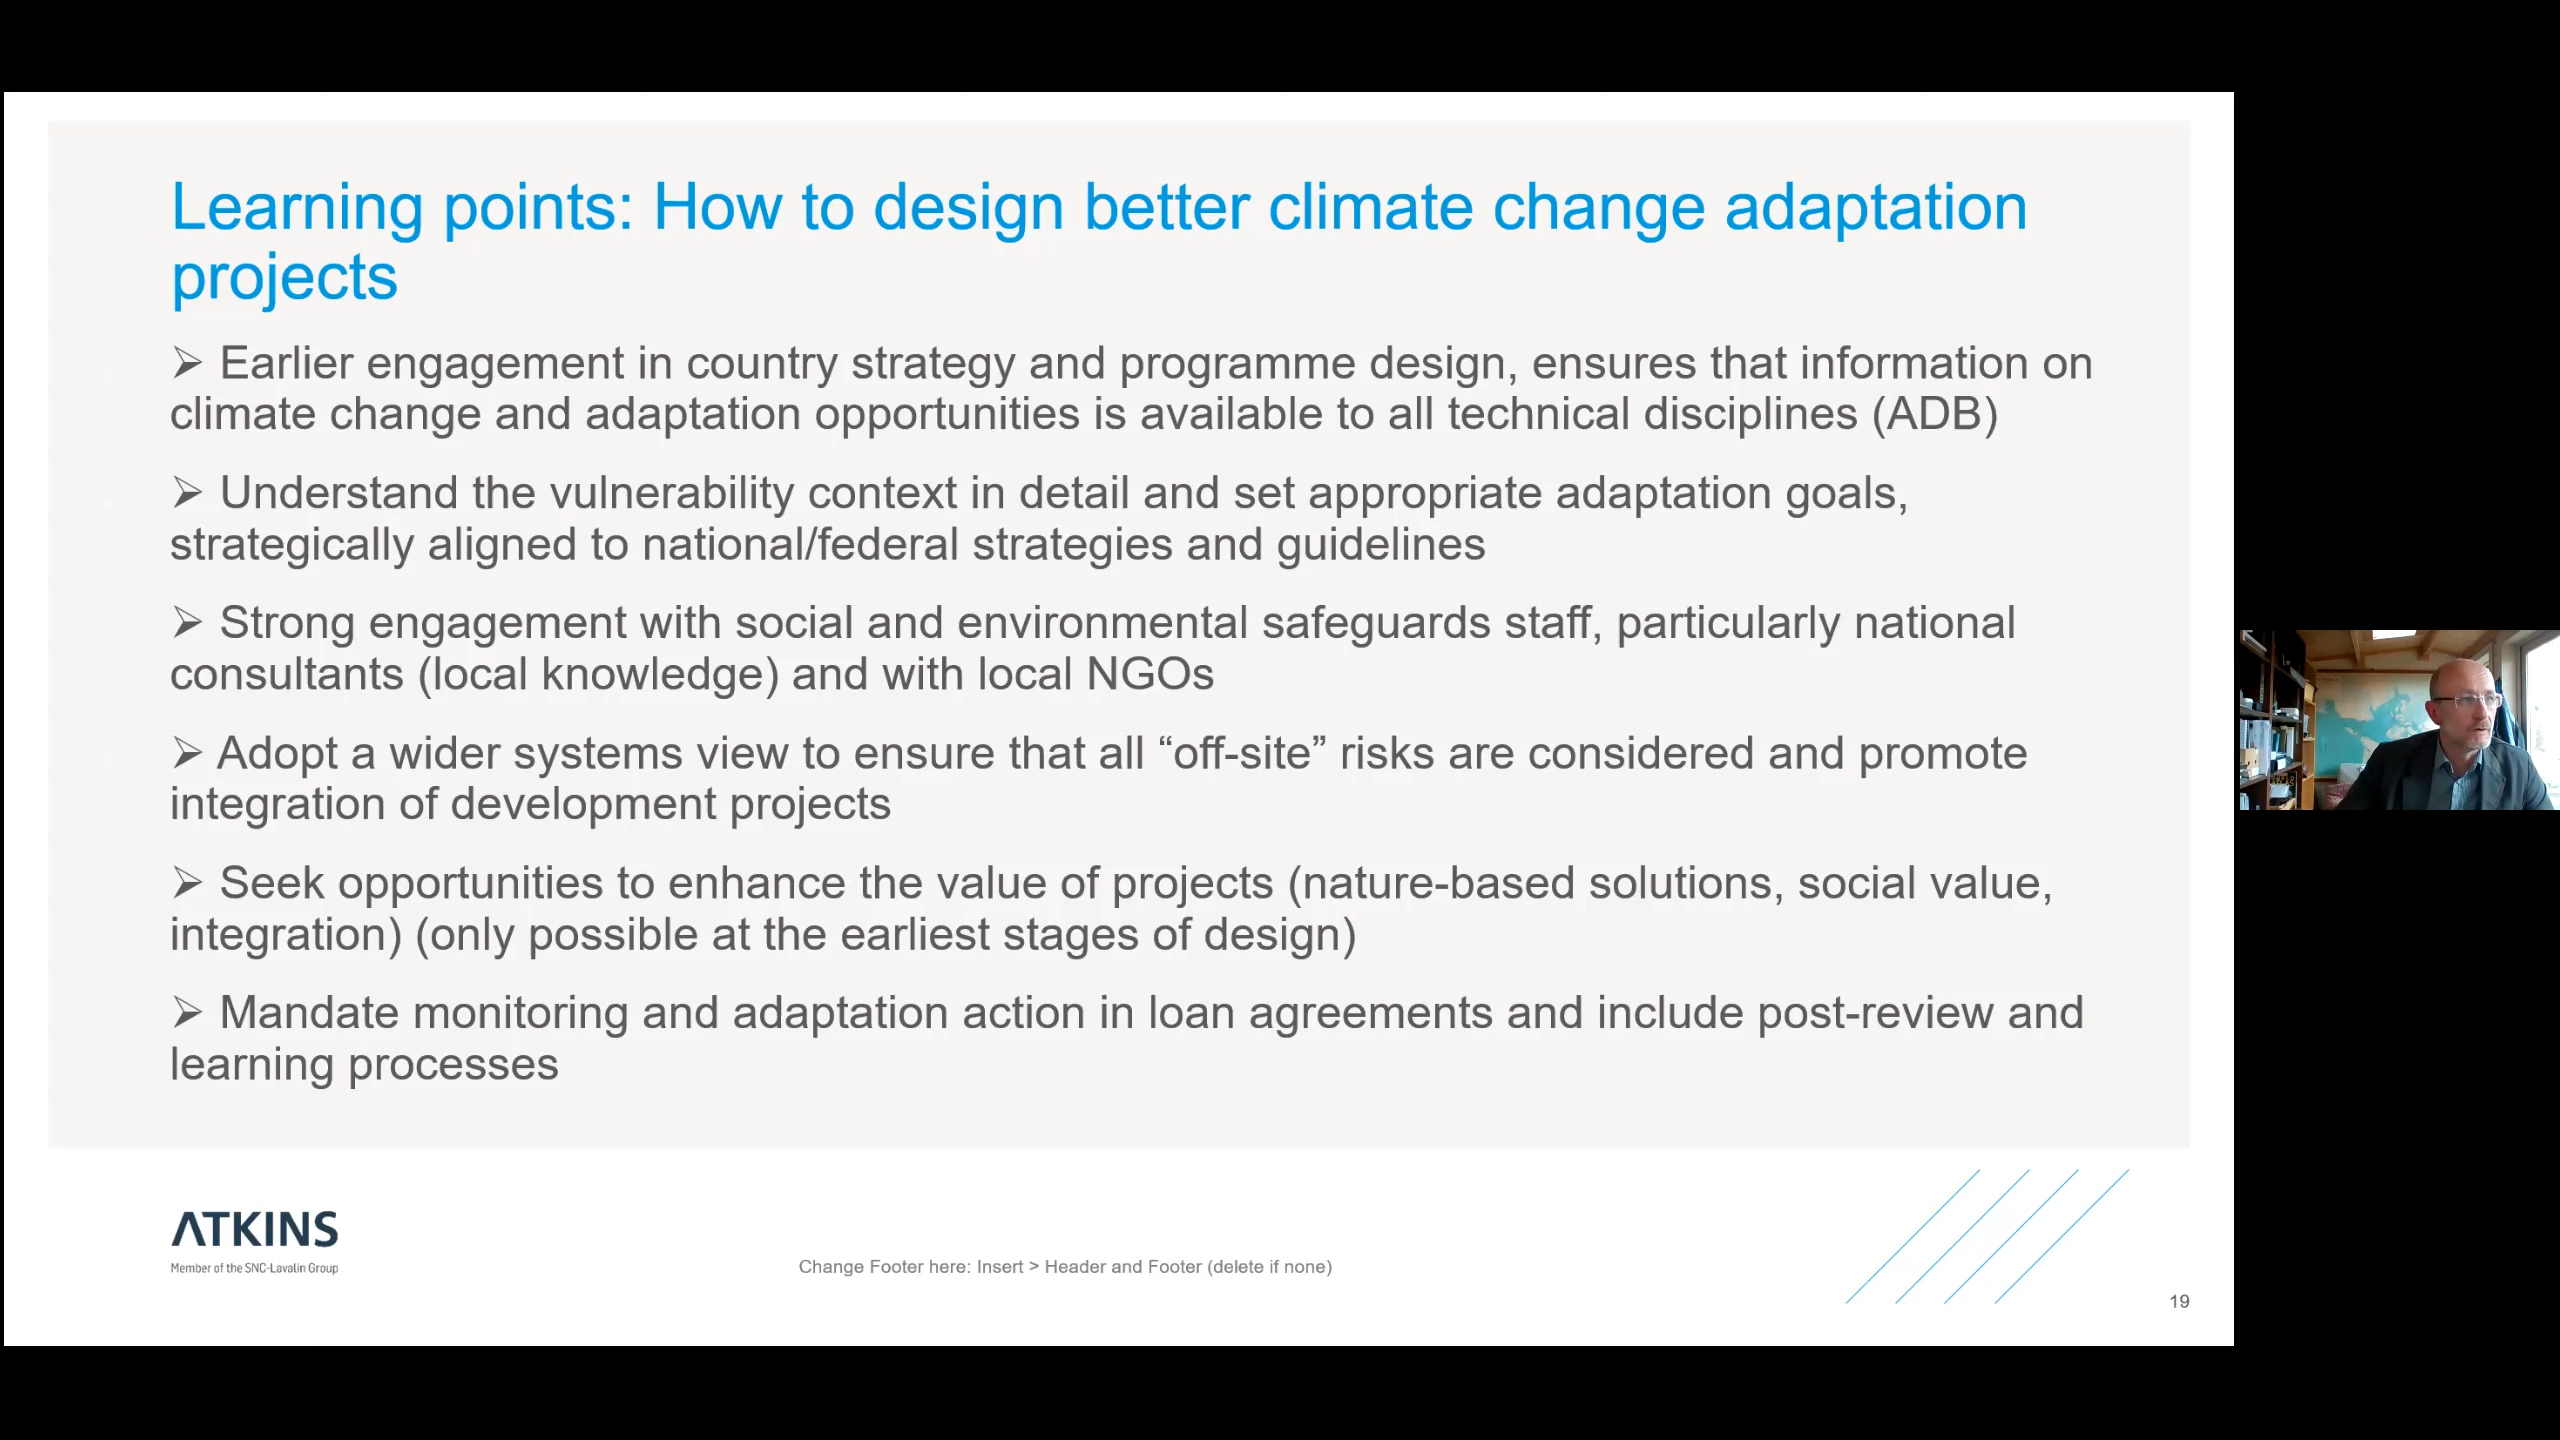 Learning points: How to design better climate change adaptation
projects
➢ Earlier engagement in country strategy and programme design, ensures that information on
climate change and adaptation opportunities is available to all technical disciplines (ADB)
➢ Understand the vulnerability context in detail and set appropriate adaptation goals,
strategically aligned to national/federal strategies and guidelines
➢ Strong engagement with social and environmental safeguards staff, particularly national
consultants (local knowledge) and with local NGOs
➢ Adopt a wider systems view to ensure that all “off-site” risks are considered and promote
integration of development projects
➢ Seek opportunities to enhance the value of projects (nature-based solutions, social value,
integration) (only possible at the earliest stages of design)
➢ Mandate monitoring and adaptation action in loan agreements and include post-review and
learning processes
ATKINS
Member of the SNC-Lavalin Group
Change Footer here: Insert > Header and Footer (delete if none)
19